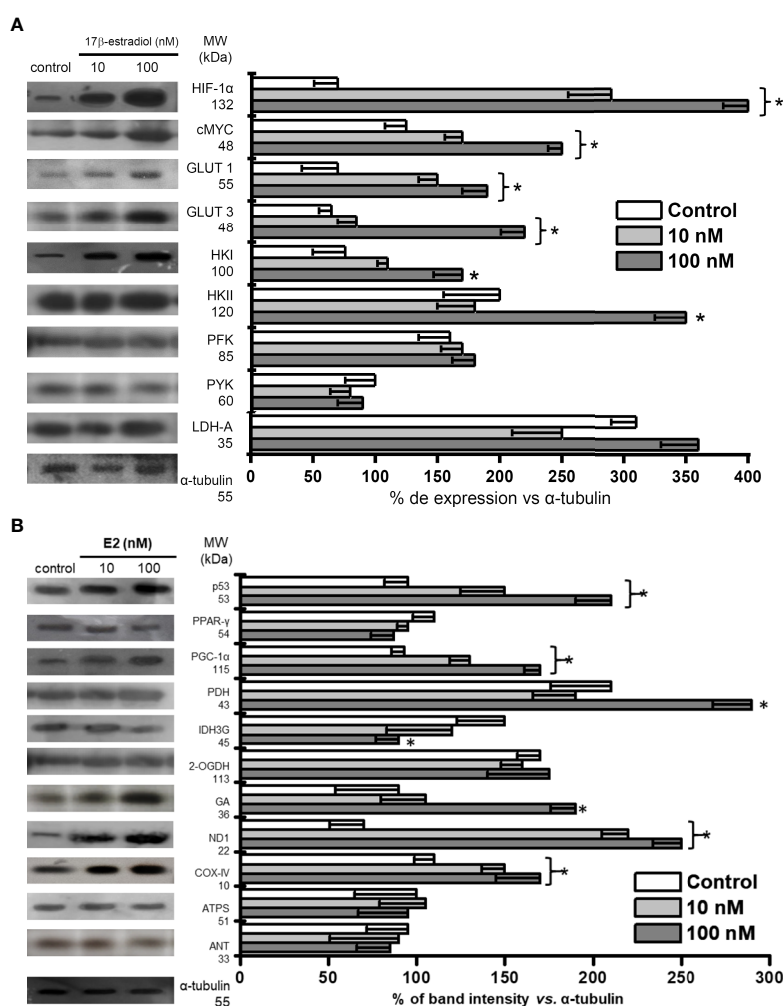 A
17β-estradiol (nM)
MW
(kDa)
control 10 100
HIF-1α
132
*
cMYC
48
*
GLUT 1
55
*
GLUT 3
48
*
HKI
100
*
HKII
120
*
PFK
85
PYK
60
LDH-A
35
α-tubulin
55
Control
10 nM
100 nM
0 50 100 150 200 250 300 350 400
% de expression vs α-tubulin
B
E2 (nM)
MW
(kDa)
control 10 100
p53
53
*
PPAR-γ
54
PGC-1α
115
*
PDH
43
*
IDH3G
45
*
2-OGDH
113
GA
36
*
ND1
22
*
COX-IV
10
*
ATPS
51
ANT
33
α-tubulin
55
Control
10 nM
100 nM
0 50 100 150 200 250 300
% of band intensity vs. α-tubulin